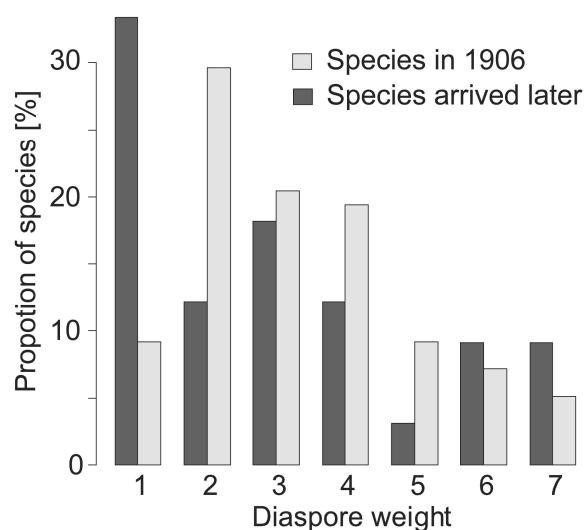 Propotion of species [%]
30
20
10
0
Species in 1906
Species arrived later
1 2 3 4 5 6 7
Diaspore weight